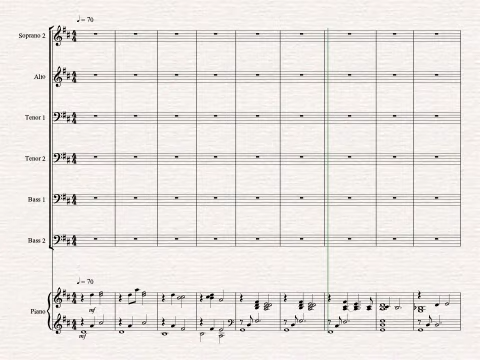 ♩= 70
Soprano 2
Alto
Tenor 1
Tenor 2
Bass 1
Bass 2
♩= 70
Piano
mf
mf